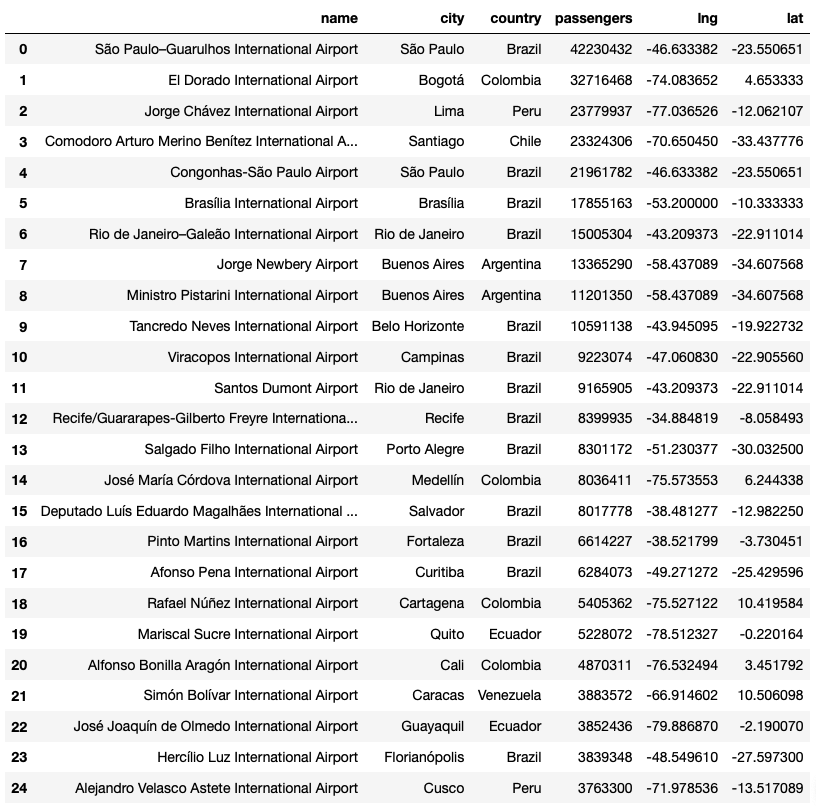 name city country passengers lng lat
0 São Paulo–Guarulhos International Airport São Paulo Brazil 42230432 -46.633382 -23.550651
1 El Dorado International Airport Bogotá Colombia 32716468 -74.083652 4.653333
2 Jorge Chávez International Airport Lima Peru 23779937 -77.036526 -12.062107
3 Comodoro Arturo Merino Benítez International A... Santiago Chile 23324306 -70.650450 -33.437776
4 Congonhas-São Paulo Airport São Paulo Brazil 21961782 -46.633382 -23.550651
5 Brasília International Airport Brasília Brazil 17855163 -53.200000 -10.333333
6 Rio de Janeiro–Galeão International Airport Rio de Janeiro Brazil 15005304 -43.209373 -22.911014
7 Jorge Newbery Airport Buenos Aires Argentina 13365290 -58.437089 -34.607568
8 Ministro Pistarini International Airport Buenos Aires Argentina 11201350 -58.437089 -34.607568
9 Tancredo Neves International Airport Belo Horizonte Brazil 10591138 -43.945095 -19.922732
10 Viracopos International Airport Campinas Brazil 9223074 -47.060830 -22.905560
11 Santos Dumont Airport Rio de Janeiro Brazil 9165905 -43.209373 -22.911014
12 Recife/Guararapes-Gilberto Freyre Internationa... Recife Brazil 8399935 -34.884819 -8.058493
13 Salgado Filho International Airport Porto Alegre Brazil 8301172 -51.230377 -30.032500
14 José María Córdova International Airport Medellín Colombia 8036411 -75.573553 6.244338
15 Deputado Luís Eduardo Magalhães International ... Salvador Brazil 8017778 -38.481277 -12.982250
16 Pinto Martins International Airport Fortaleza Brazil 6614227 -38.521799 -3.730451
17 Afonso Pena International Airport Curitiba Brazil 6284073 -49.271272 -25.429596
18 Rafael Núñez International Airport Cartagena Colombia 5405362 -75.527122 10.419584
19 Mariscal Sucre International Airport Quito Ecuador 5228072 -78.512327 -0.220164
20 Alfonso Bonilla Aragón International Airport Cali Colombia 4870311 -76.532494 3.451792
21 Simón Bolívar International Airport Caracas Venezuela 3883572 -66.914602 10.506098
22 José Joaquín de Olmedo International Airport Guayaquil Ecuador 3852436 -79.886870 -2.190070
23 Hercílio Luz International Airport Florianópolis Brazil 3839348 -48.549610 -27.597300
24 Alejandro Velasco Astete International Airport Cusco Peru 3763300 -71.978536 -13.517089